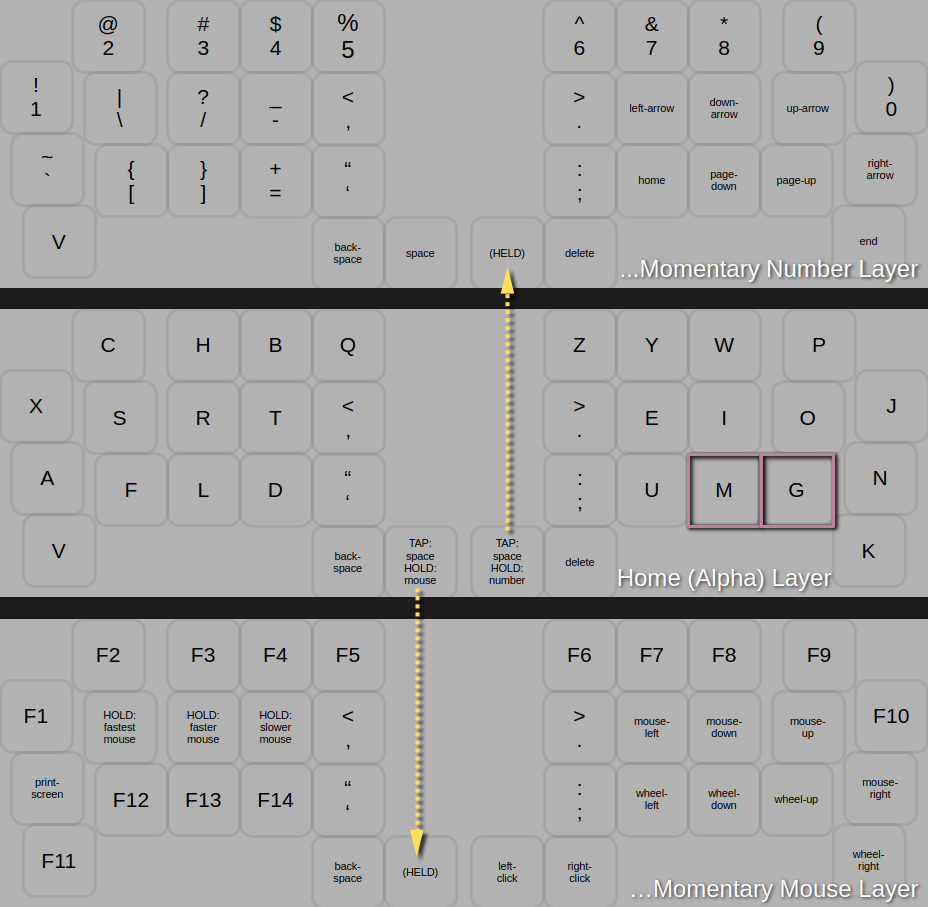 @ # $ % ^ & * (
2 3 4 5 6 7 8 9
! | ? _ < > left-arrow down-arrow up-arrow )
1 \ / - , . 0
~ { } + “ : home page-down page-up right-arrow
` [ ] = ‘ ;
V back-space space (HELD) delete end
...Momentary Number Layer
C H B Q Z Y W P
X S R T < > E I O J
, .
A F L D “ : U M G N
‘ ;
V back-space TAP: space HOLD: mouse TAP: space HOLD: number delete K
Home (Alpha) Layer
F2 F3 F4 F5 F6 F7 F8 F9
F1 HOLD: fastest mouse HOLD: faster mouse HOLD: slower mouse < > mouse-left mouse-down mouse-up F10
, .
print-screen F12 F13 F14 “ : wheel-left wheel-down wheel-up mouse-right
‘ ;
F11 back-space (HELD) left-click right-click wheel-right
...Momentary Mouse Layer